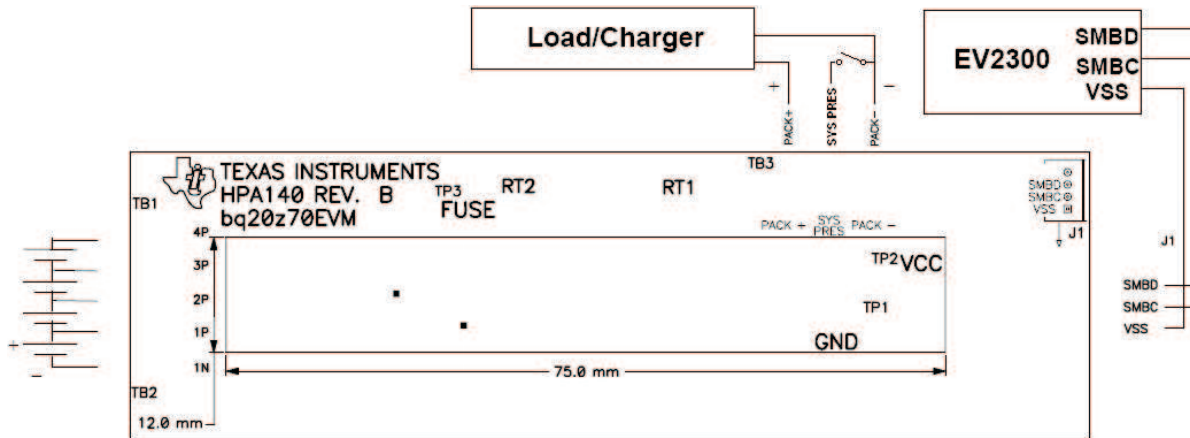 Load/Charger
EV2300
SMBD
SMBC
VSS
+
−
PACK+
SYS PRES
PACK−
TB3
TEXAS INSTRUMENTS
HPA140 REV. B
bq20z70EVM
TP3
FUSE
RT2
RT1
SMBD
SMBC
VSS
J1
J1
TB1
PACK + SYS PRES PACK −
4P
3P
2P
1P
1N
TP2 VCC
TP1
GND
SMBD
SMBC
VSS
+
−
75.0 mm
TB2
12.0 mm